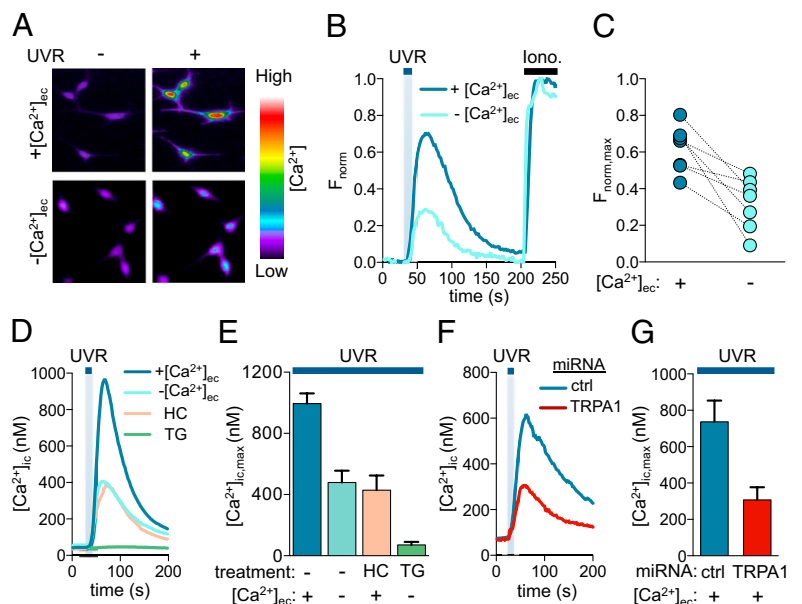 A
UVR - +
+[Ca²⁺]ec
-[Ca²⁺]ec
High
[Ca²⁺]
Low
B
UVR Iono.
+ [Ca²⁺]ec
- [Ca²⁺]ec
Fnorm
1.0
0.8
0.6
0.4
0.2
0
0 50 100 150 200 250
time (s)
C
Fnorm,max
1.0
0.8
0.6
0.4
0.2
0.0
[Ca²⁺]ec: + -
D
UVR
+[Ca²⁺]ec
-[Ca²⁺]ec
HC
TG
[Ca²⁺]ic (nM)
1000
800
600
400
200
0
0 100 200
time (s)
E
UVR
[Ca²⁺]ic,max (nM)
1200
800
400
0
treatment: - - HC TG
[Ca²⁺]ec: + - + -
F
UVR
miRNA
ctrl
TRPA1
[Ca²⁺]ic (nM)
800
600
400
200
0
0 100 200
time (s)
G
UVR
[Ca²⁺]ic,max (nM)
1000
800
600
400
200
0
miRNA: ctrl TRPA1
[Ca²⁺]ec: + +